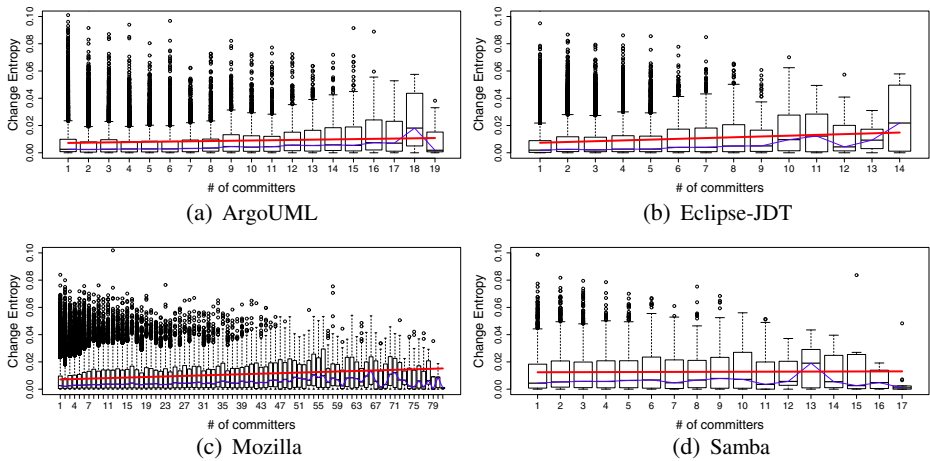 Change Entropy
0.00 0.02 0.04 0.06 0.08 0.10
1 2 3 4 5 6 7 8 9 10 11 12 13 14 15 16 17 18 19
# of committers
(a) ArgoUML
Change Entropy
0.00 0.02 0.04 0.06 0.08 0.10
1 2 3 4 5 6 7 8 9 10 11 12 13 14
# of committers
(b) Eclipse-JDT
Change Entropy
0.00 0.02 0.04 0.06 0.08 0.10
1 4 7 11 15 19 23 27 31 35 39 43 47 51 55 59 63 67 71 75 79
# of committers
(c) Mozilla
Change Entropy
0.00 0.02 0.04 0.06 0.08 0.10
1 2 3 4 5 6 7 8 9 10 11 12 13 14 15 16 17
# of committers
(d) Samba